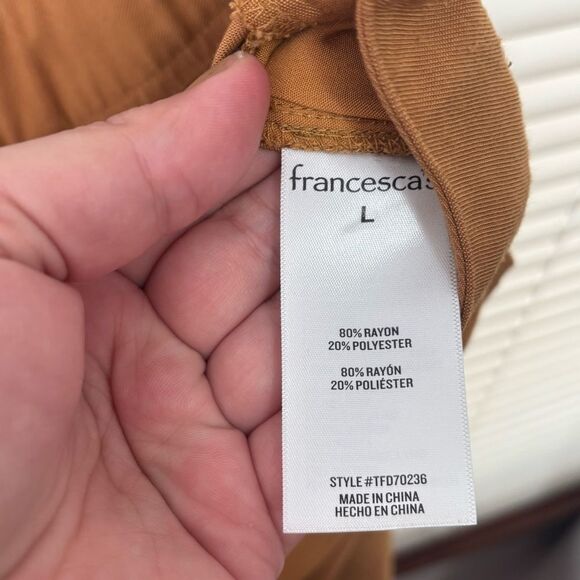 francesca's
L
80% RAYON
20% POLYESTER
80% RAYÓN
20% POLIÉSTER
STYLE #TFD70236
MADE IN CHINA
HECHO EN CHINA